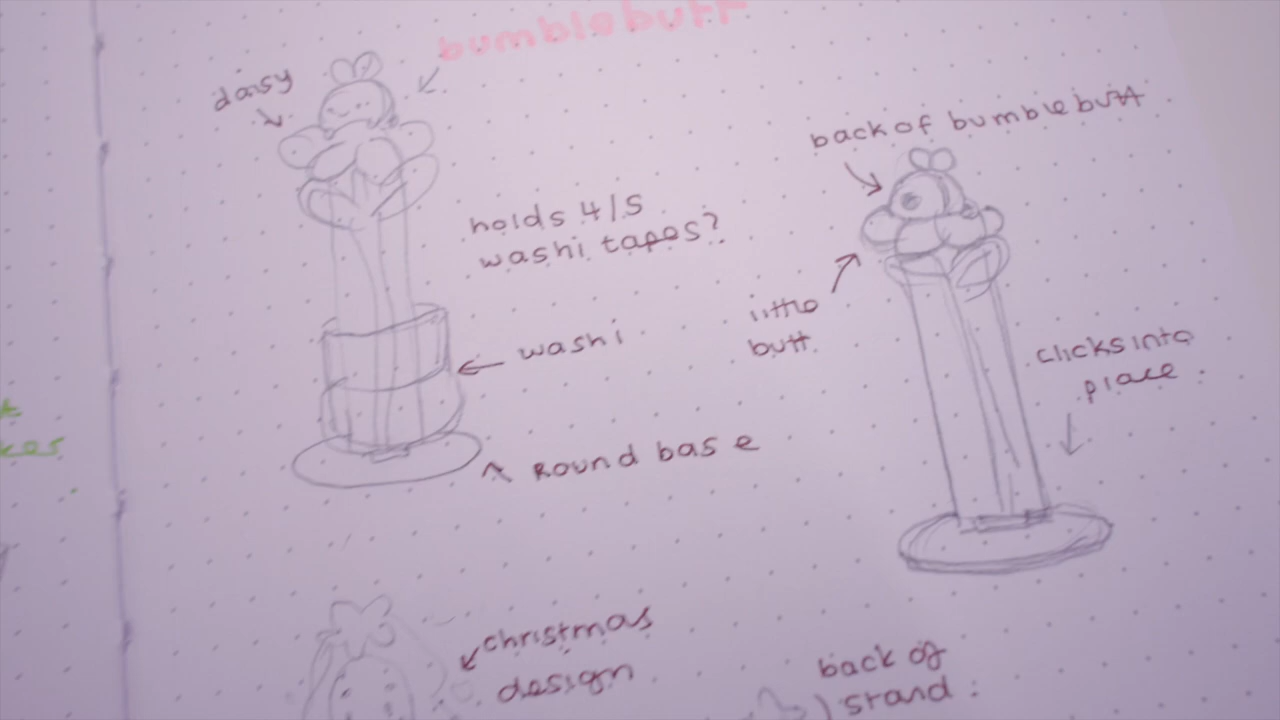 bumblebutt
daisy
back of bumblebutt
holds 4/5
washi tapes?
little
butt.
washi
clicks into
place.
Round base
christmas
design
back of
stand.